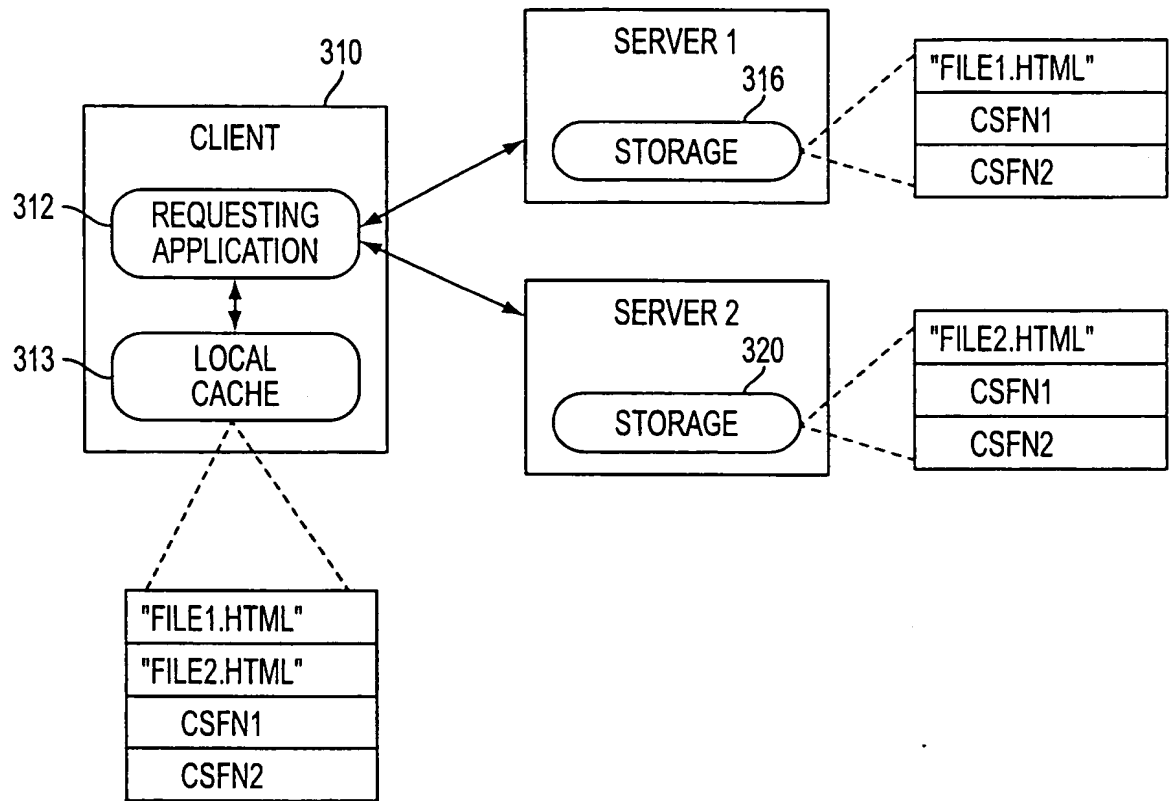 310
CLIENT
312
REQUESTING
APPLICATION
313
LOCAL
CACHE
"FILE1.HTML"
"FILE2.HTML"
CSFN1
CSFN2
SERVER 1
316
STORAGE
"FILE1.HTML"
CSFN1
CSFN2
SERVER 2
320
STORAGE
"FILE2.HTML"
CSFN1
CSFN2